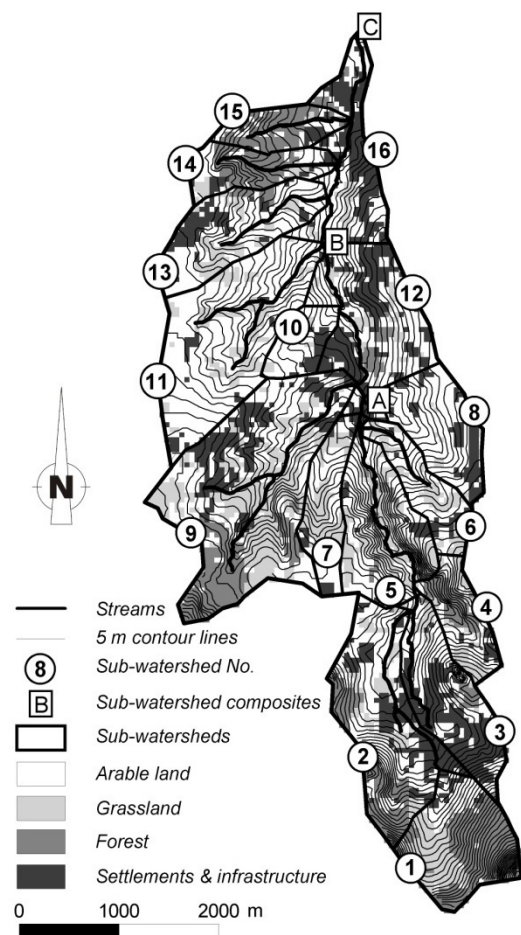 C
15
14
16
B
13
12
10
11
A
8
N
9
6
7
5
4
2
3
1
Streams
5 m contour lines
8 Sub-watershed No.
B Sub-watershed composites
Sub-watersheds
Arable land
Grassland
Forest
Settlements & infrastructure
0 1000 2000 m